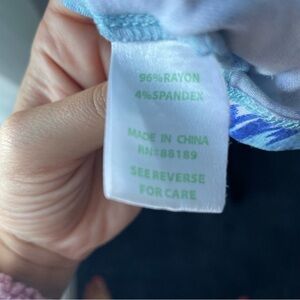 96%RAYON
4%SPANDEX
MADE IN CHINA
RN#88189
SEE REVERSE
FOR CARE